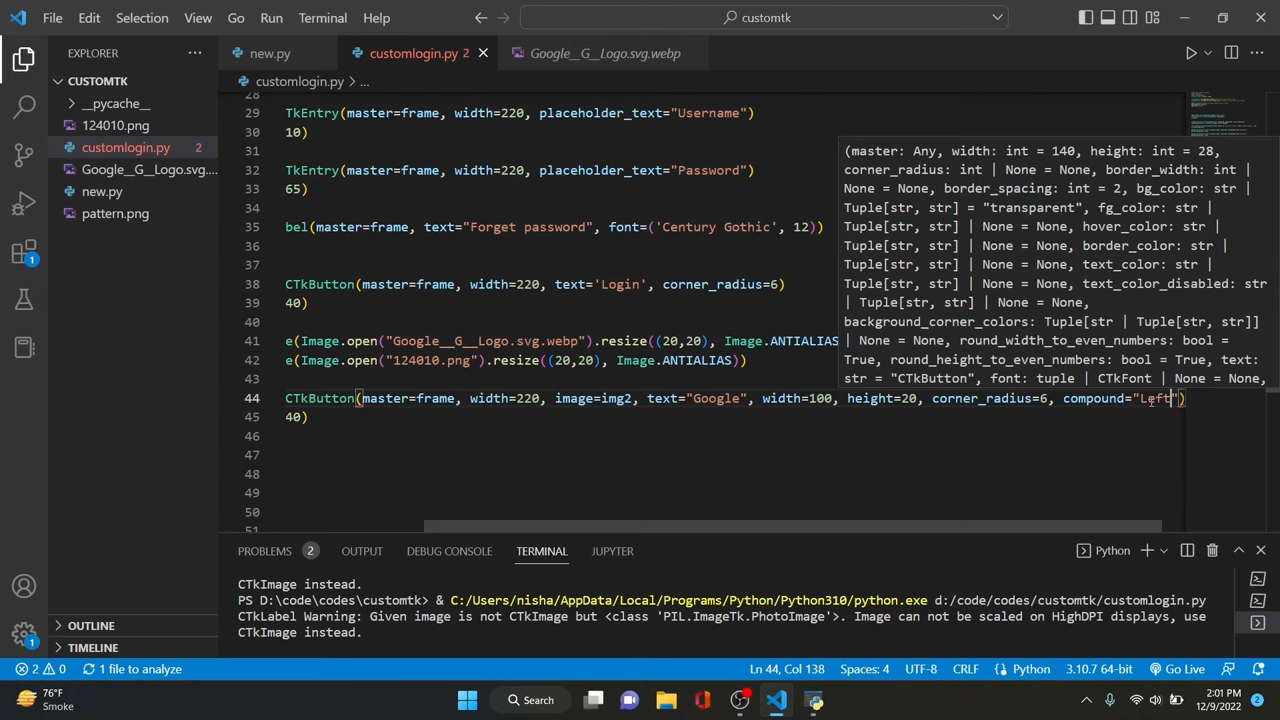 File Edit Selection View Go Run Terminal Help
customtk
EXPLORER
new.py
customlogin.py 2
Google__G__Logo.svg.webp
CUSTOMTK
__pycache__
124010.png
customlogin.py 2
Google__G__Logo.svg....
new.py
pattern.png
customlogin.py > ...
28
29 TkEntry(master=frame, width=220, placeholder_text="Username")
30 10)
31
32 TkEntry(master=frame, width=220, placeholder_text="Password")
33 65)
34
35 bel(master=frame, text="Forget password", font=('Century Gothic', 12))
36
37
38 CTkButton(master=frame, width=220, text='Login', corner_radius=6)
39 40)
40
41 e(Image.open("Google__G__Logo.svg.webp").resize((20,20), Image.ANTIALIAS
42 e(Image.open("124010.png").resize((20,20), Image.ANTIALIAS))
43
44 CTkButton(master=frame, width=220, image=img2, text="Google", width=100, height=20, corner_radius=6, compound="Left")
45 40)
46
47
48
49
50
51
(master: Any, width: int = 140, height: int = 28,
corner_radius: int | None = None, border_width: int |
None = None, border_spacing: int = 2, bg_color: str |
Tuple[str, str] = "transparent", fg_color: str |
Tuple[str, str] | None = None, hover_color: str |
Tuple[str, str] | None = None, border_color: str |
Tuple[str, str] | None = None, text_color: str |
Tuple[str, str] | None = None, text_color_disabled: str
| Tuple[str, str] | None = None,
background_corner_colors: Tuple[str | Tuple[str, str]]
| None = None, round_width_to_even_numbers: bool =
True, round_height_to_even_numbers: bool = True, text:
str = "CTkButton", font: tuple | CTkFont | None = None,
PROBLEMS 2 OUTPUT DEBUG CONSOLE TERMINAL JUPYTER
Python
CTkImage instead.
PS D:\code\codes\customtk> & C:/Users/nisha/AppData/Local/Programs/Python/Python310/python.exe d:/code/codes/customtk/customlogin.py
CTkLabel Warning: Given image is not CTkImage but <class 'PIL.ImageTk.PhotoImage'>. Image can not be scaled on HighDPI displays, use
CTkImage instead.
1
1
OUTLINE
TIMELINE
2 0 1 file to analyze Ln 44, Col 138 Spaces: 4 UTF-8 CRLF Python 3.10.7 64-bit Go Live
76°F
Smoke
Search
2:01 PM
12/9/2022
2